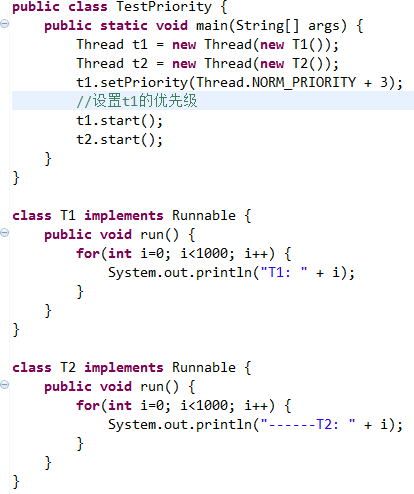 public class TestPriority {
    public static void main(String[] args) {
        Thread t1 = new Thread(new T1());
        Thread t2 = new Thread(new T2());
        t1.setPriority(Thread.NORM_PRIORITY + 3);
        //设置t1的优先级
        t1.start();
        t2.start();
    }
}

class T1 implements Runnable {
    public void run() {
        for(int i=0; i<1000; i++) {
            System.out.println("T1: " + i);
        }
    }
}

class T2 implements Runnable {
    public void run() {
        for(int i=0; i<1000; i++) {
            System.out.println("------T2: " + i);
        }
    }
}